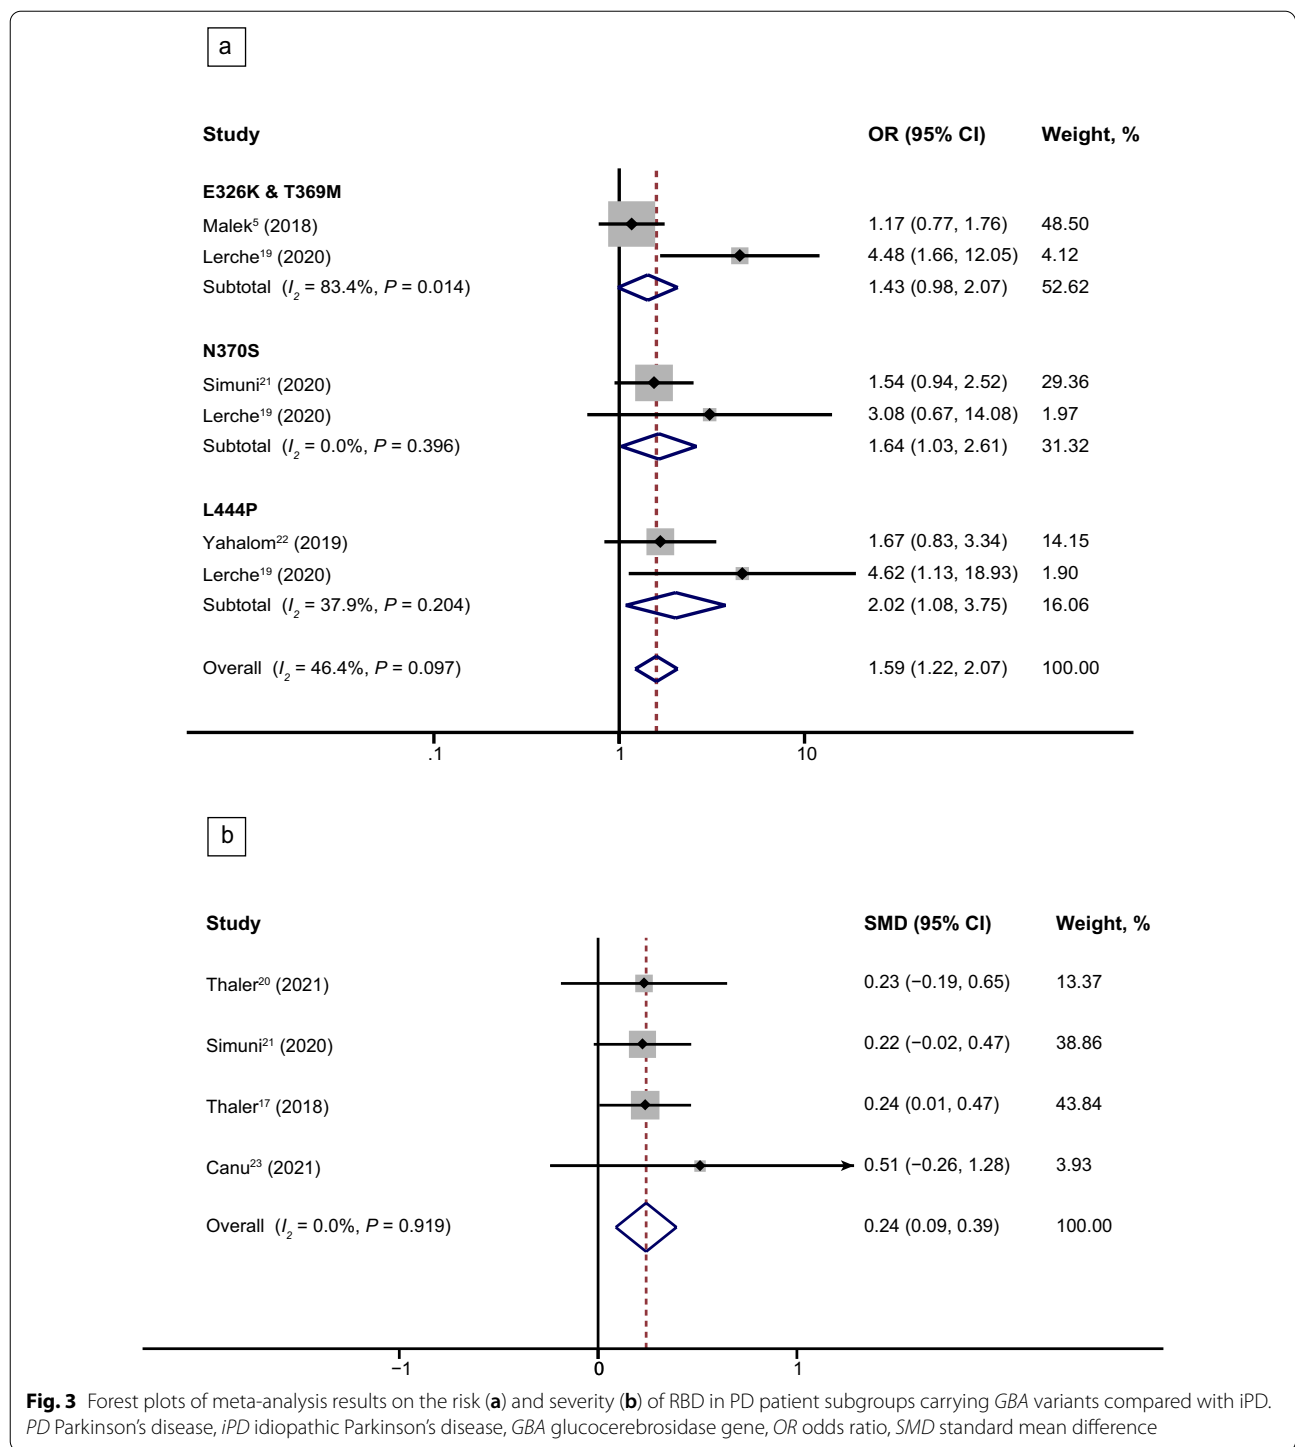 a
Study OR (95% CI) Weight, %
E326K & T369M
Malek⁵ (2018) 1.17 (0.77, 1.76) 48.50
Lerche¹⁹ (2020) 4.48 (1.66, 12.05) 4.12
Subtotal (I₂ = 83.4%, P = 0.014) 1.43 (0.98, 2.07) 52.62
N370S
Simuni²¹ (2020) 1.54 (0.94, 2.52) 29.36
Lerche¹⁹ (2020) 3.08 (0.67, 14.08) 1.97
Subtotal (I₂ = 0.0%, P = 0.396) 1.64 (1.03, 2.61) 31.32
L444P
Yahalom²² (2019) 1.67 (0.83, 3.34) 14.15
Lerche¹⁹ (2020) 4.62 (1.13, 18.93) 1.90
Subtotal (I₂ = 37.9%, P = 0.204) 2.02 (1.08, 3.75) 16.06
Overall (I₂ = 46.4%, P = 0.097) 1.59 (1.22, 2.07) 100.00
.1 1 10
b
Study SMD (95% CI) Weight, %
Thaler²⁰ (2021) 0.23 (−0.19, 0.65) 13.37
Simuni²¹ (2020) 0.22 (−0.02, 0.47) 38.86
Thaler¹⁷ (2018) 0.24 (0.01, 0.47) 43.84
Canu²³ (2021) 0.51 (−0.26, 1.28) 3.93
Overall (I₂ = 0.0%, P = 0.919) 0.24 (0.09, 0.39) 100.00
−1 0 1
Fig. 3 Forest plots of meta-analysis results on the risk (a) and severity (b) of RBD in PD patient subgroups carrying GBA variants compared with iPD.
PD Parkinson's disease, iPD idiopathic Parkinson's disease, GBA glucocerebrosidase gene, OR odds ratio, SMD standard mean difference